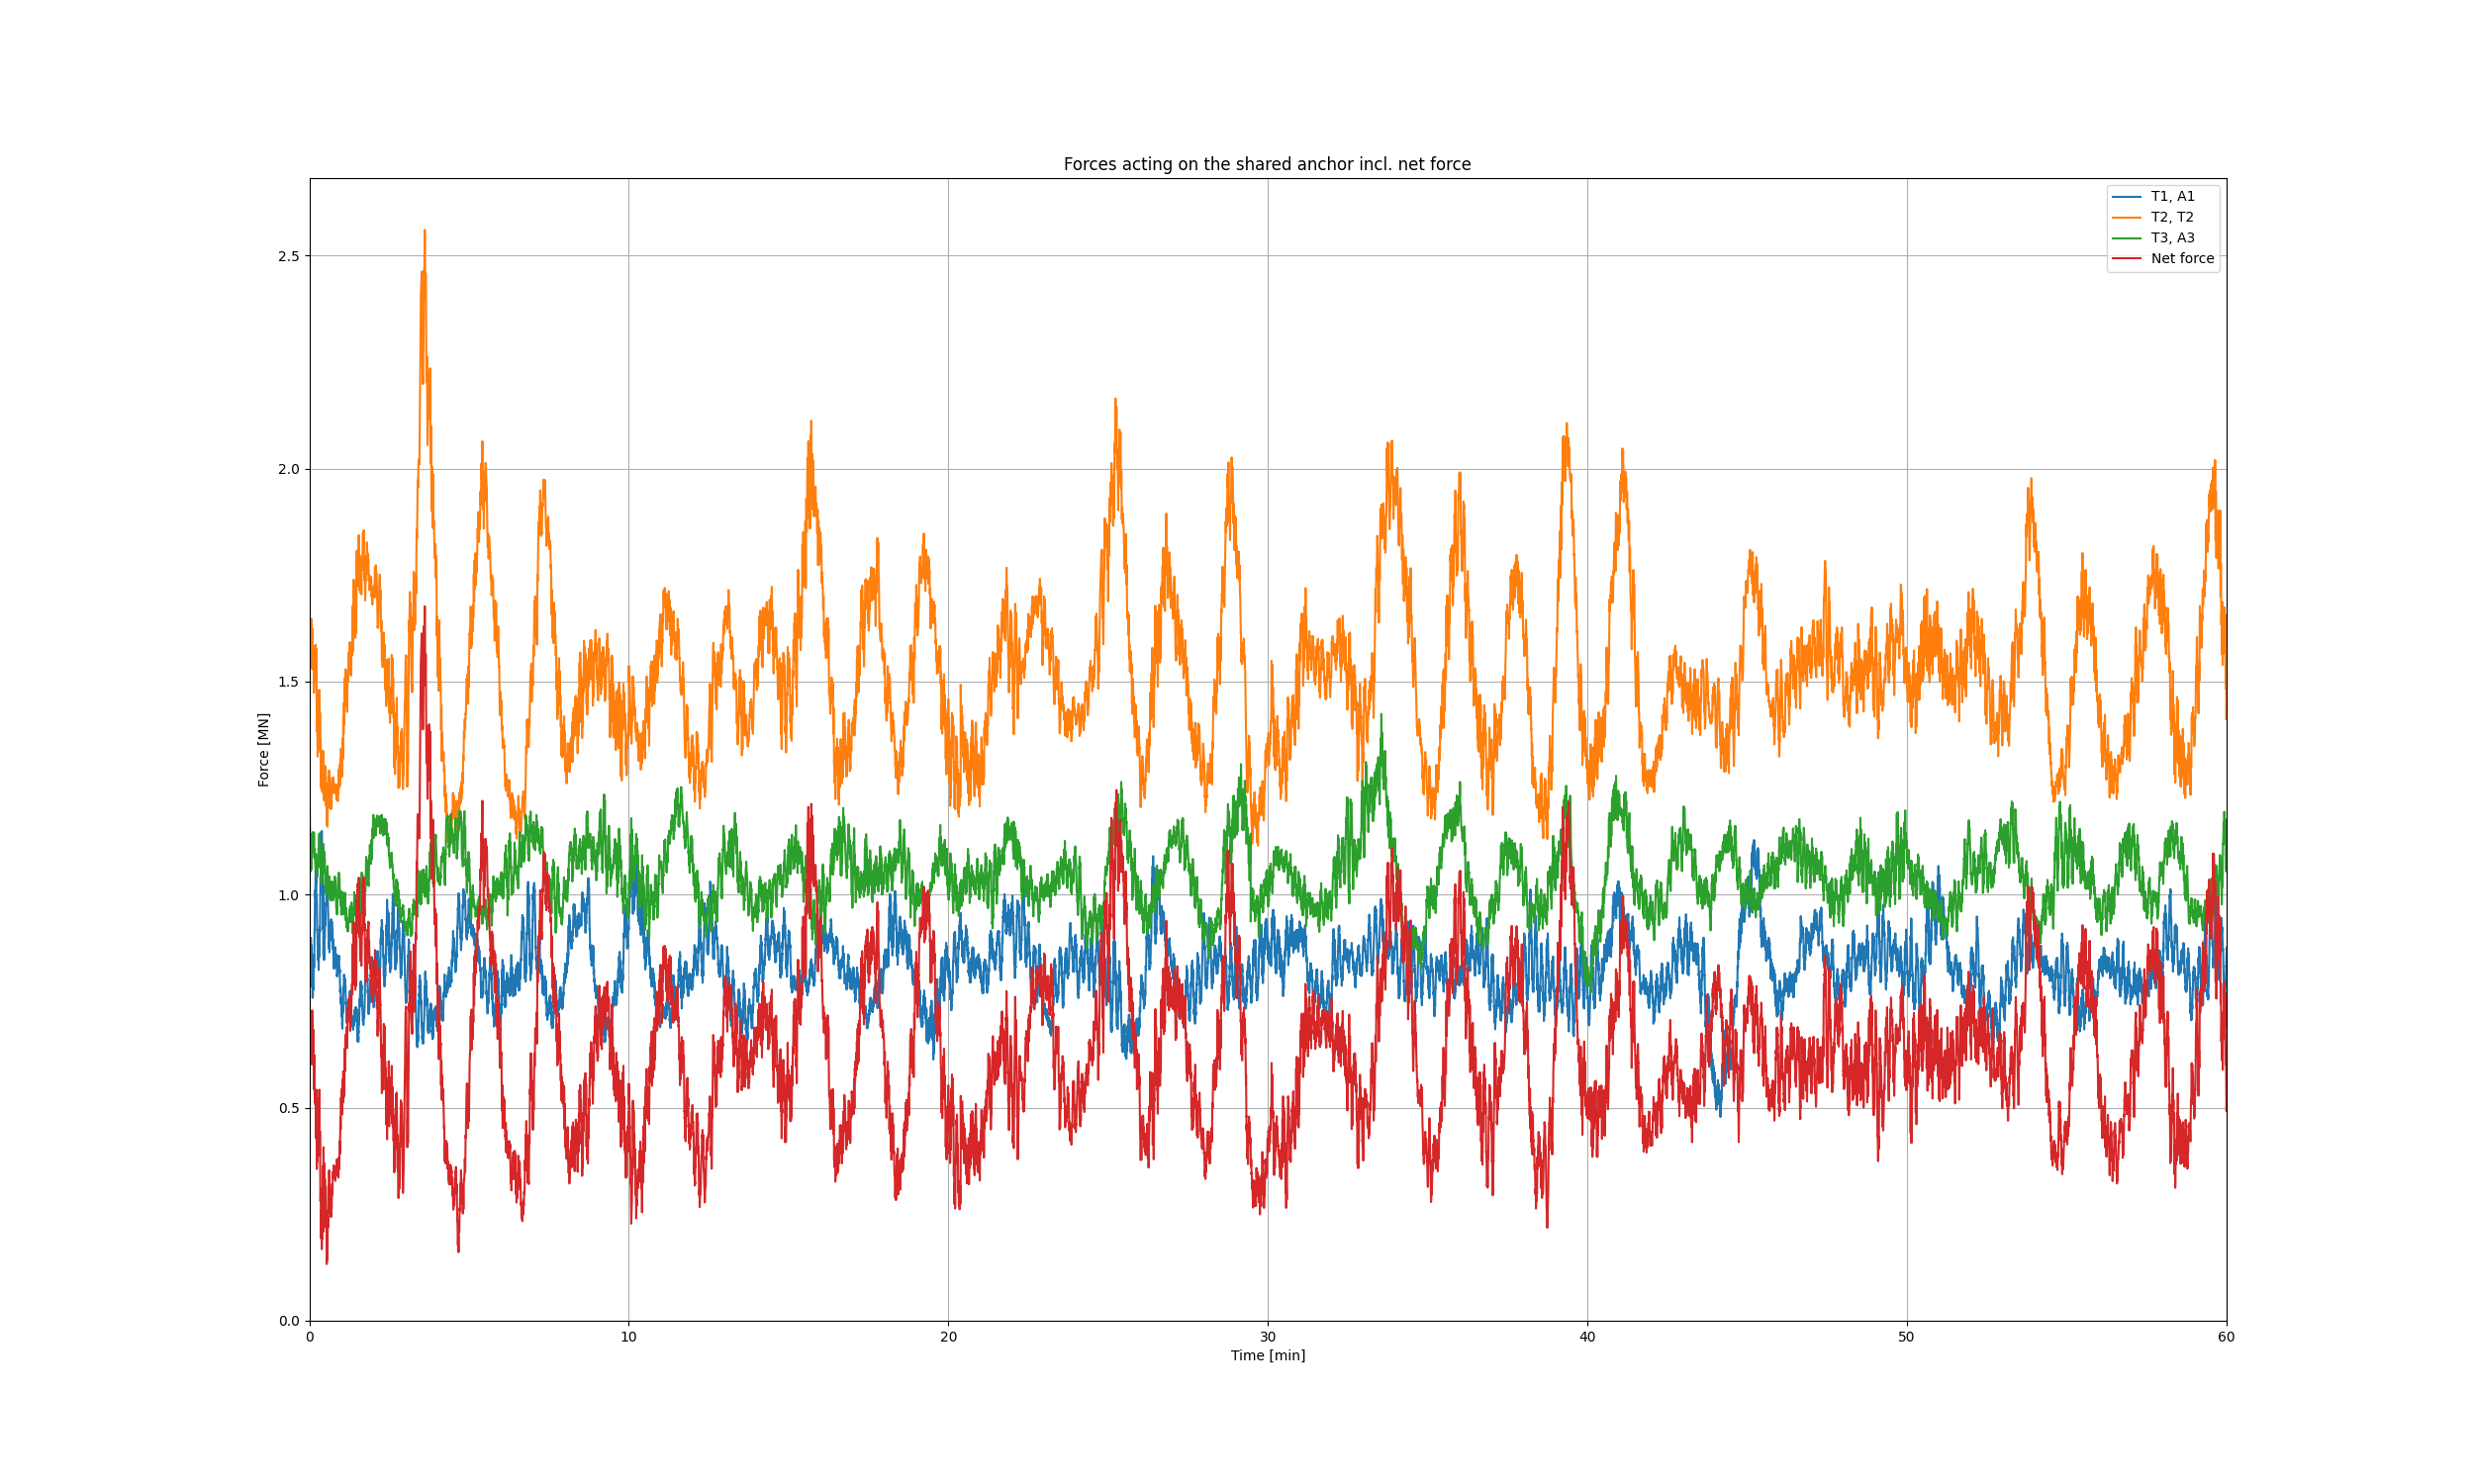 Forces acting on the shared anchor incl. net force
T1, A1
T2, T2
T3, A3
Net force
2.5
2.0
1.5
1.0
0.5
0.0
Force [MN]
0 10 20 30 40 50 60
Time [min]